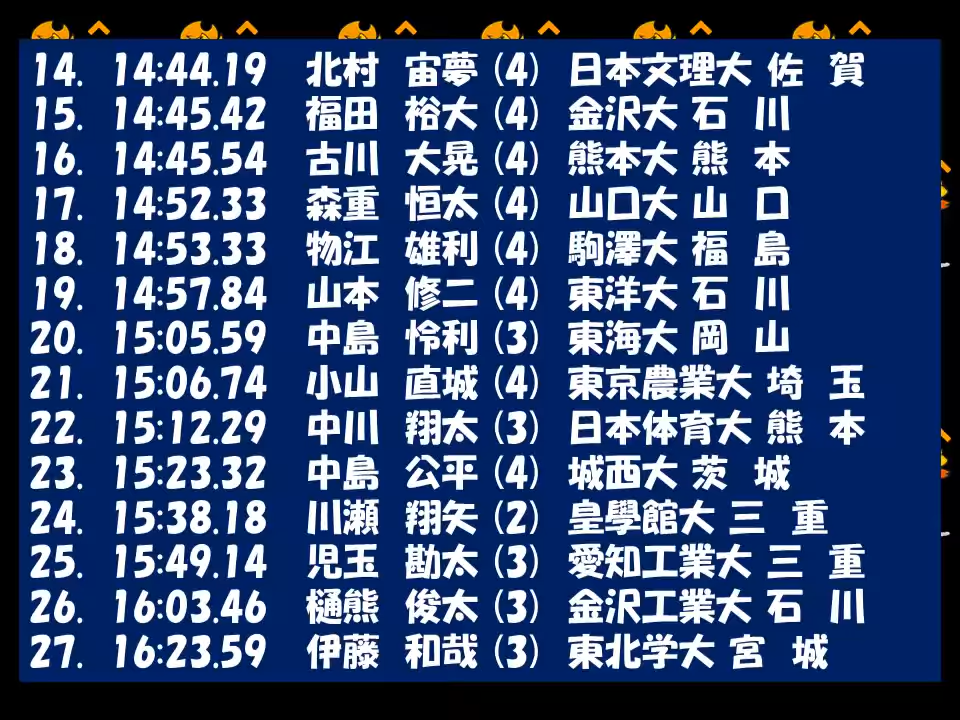 14. 14:44.19 北村 宙夢 (4) 日本文理大 佐 賀
15. 14:45.42 福田 裕大 (4) 金沢大 石 川
16. 14:45.54 古川 大晃 (4) 熊本大 熊 本
17. 14:52.33 森重 恒太 (4) 山口大 山 口
18. 14:53.33 物江 雄利 (4) 駒澤大 福 島
19. 14:57.84 山本 修二 (4) 東洋大 石 川
20. 15:05.59 中島 怜利 (3) 東海大 岡 山
21. 15:06.74 小山 直城 (4) 東京農業大 埼 玉
22. 15:12.29 中川 翔太 (3) 日本体育大 熊 本
23. 15:23.32 中島 公平 (4) 城西大 茨 城
24. 15:38.18 川瀬 翔矢 (2) 皇學館大 三 重
25. 15:49.14 児玉 勘太 (3) 愛知工業大 三 重
26. 16:03.46 樋熊 俊太 (3) 金沢工業大 石 川
27. 16:23.59 伊藤 和哉 (3) 東北学大 宮 城